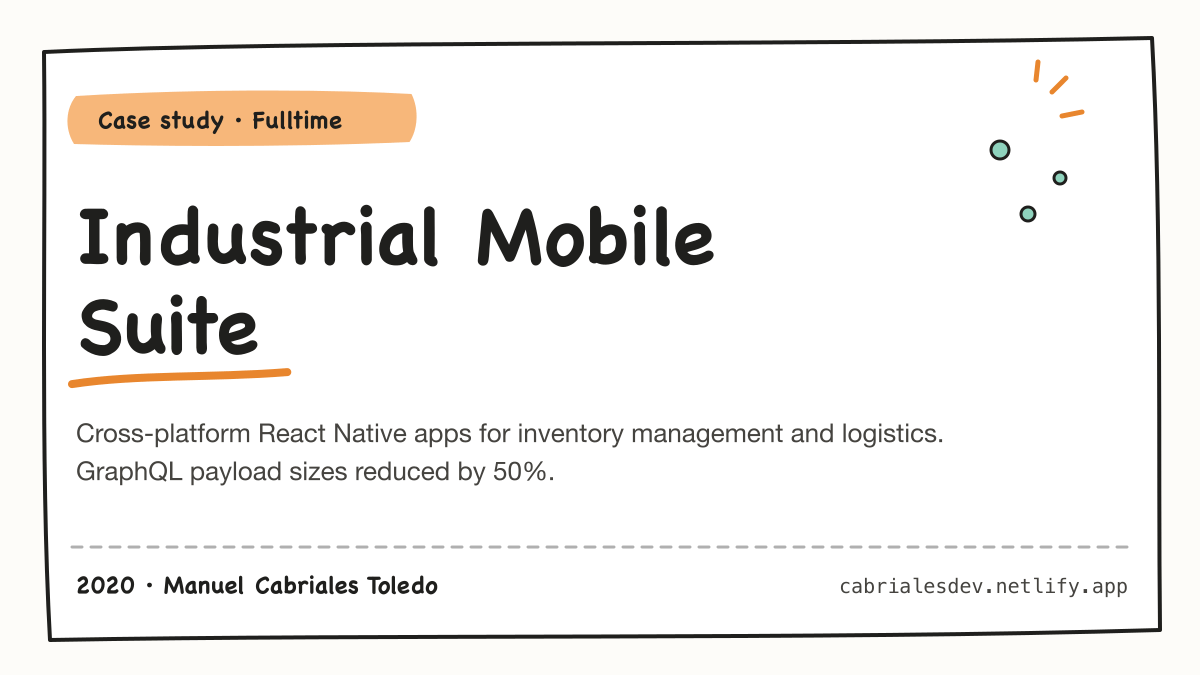 Case study · Fulltime
Industrial Mobile
Suite
Cross-platform React Native apps for inventory management and logistics.
GraphQL payload sizes reduced by 50%.
2020 · Manuel Cabriales Toledo
cabrialesdev.netlify.app